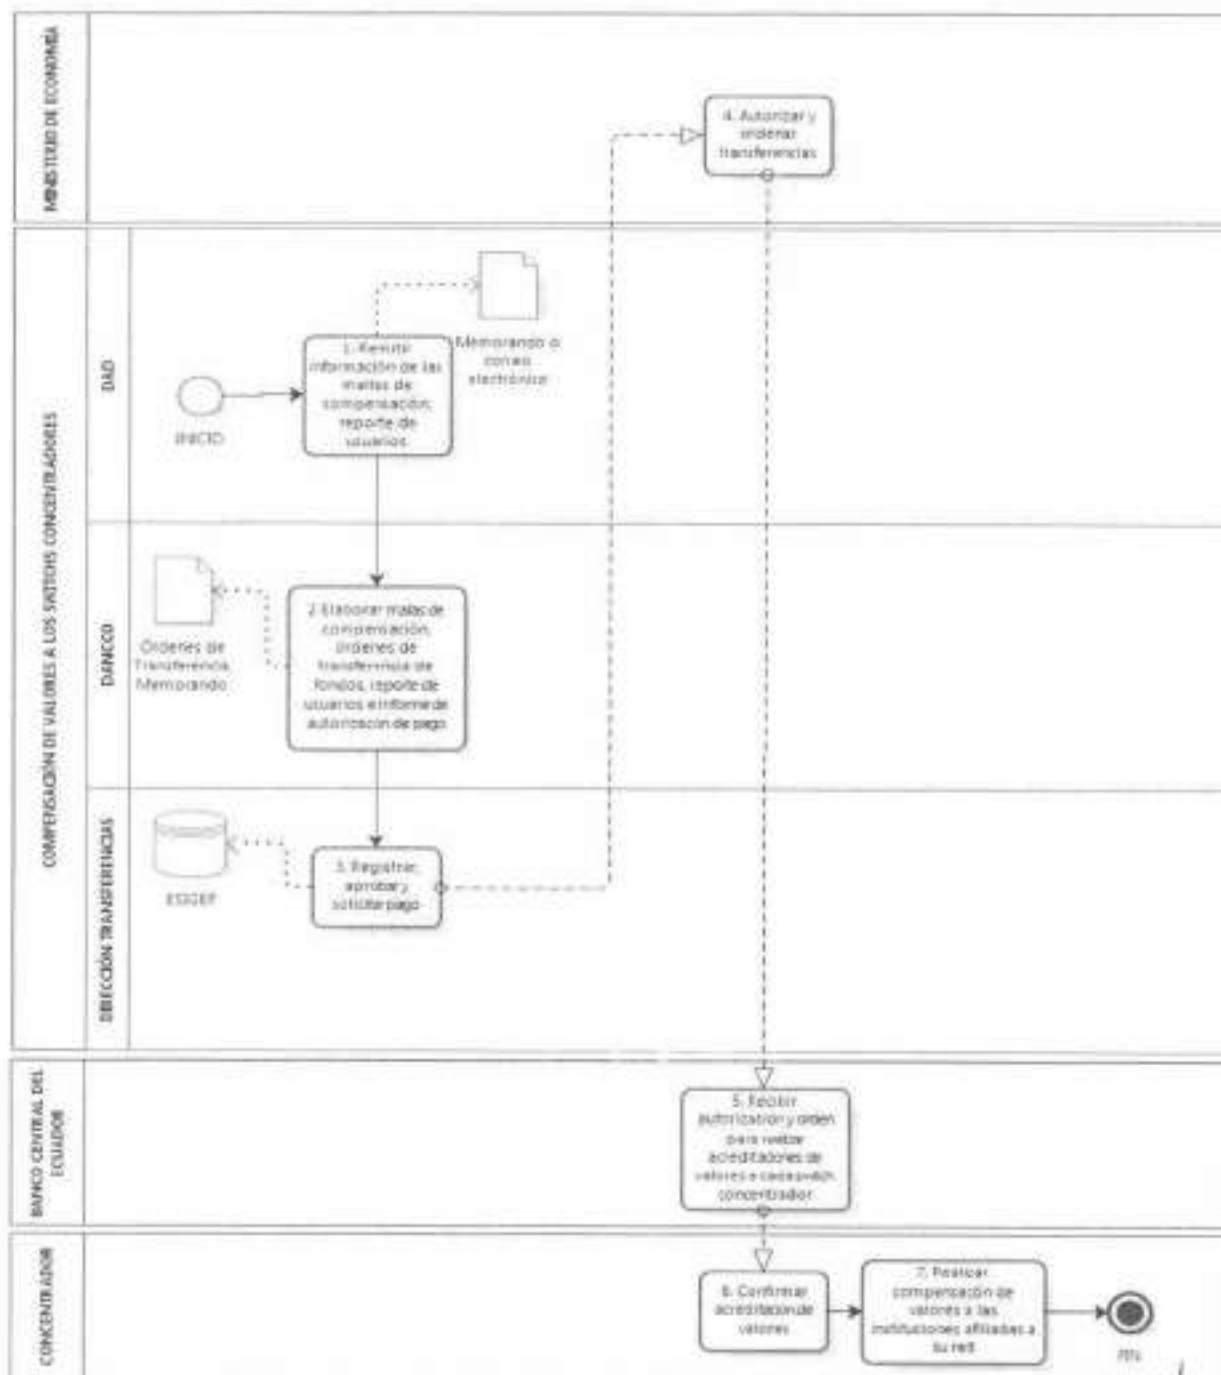 MINISTERIO DE ECONOMÍA
4. Autorizar y
ordenar
transferencias
COMPENSACIÓN DE VALORES A LOS SWITCHS CONCENTRADORES
DAD
INICIO
1. Remitir
información de las
mallas de
compensación,
reporte de
usuarios
Memorando o
correo
electrónico
DANCCO
Órdenes de
Transferencia
Memorando
2. Elaborar mallas de
compensación,
órdenes de
transferencia de
fondos, reporte de
usuarios e informe de
autorización de pago
DIRECCIÓN TRANSFERENCIAS
3. Registrar,
aprobar y
solicitar pago
BANCO CENTRAL DEL
ECUADOR
5. Recibir
autorización y orden
para realizar
acreditaciones de
valores a cada switch
concentrador
CONCENTRADOR
6. Confirmar
acreditación de
valores
7. Realizar
compensación de
valores a las
instituciones afiliadas a
su red
FIN